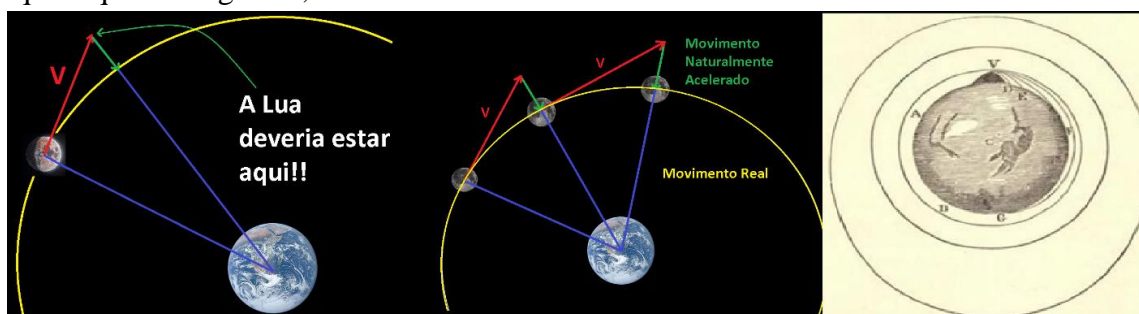 V
A Lua
deveria estar
aqui!!
V
V
Movimento
Naturalmente
Acelerado
Movimento Real
V
D
E
A
B
G